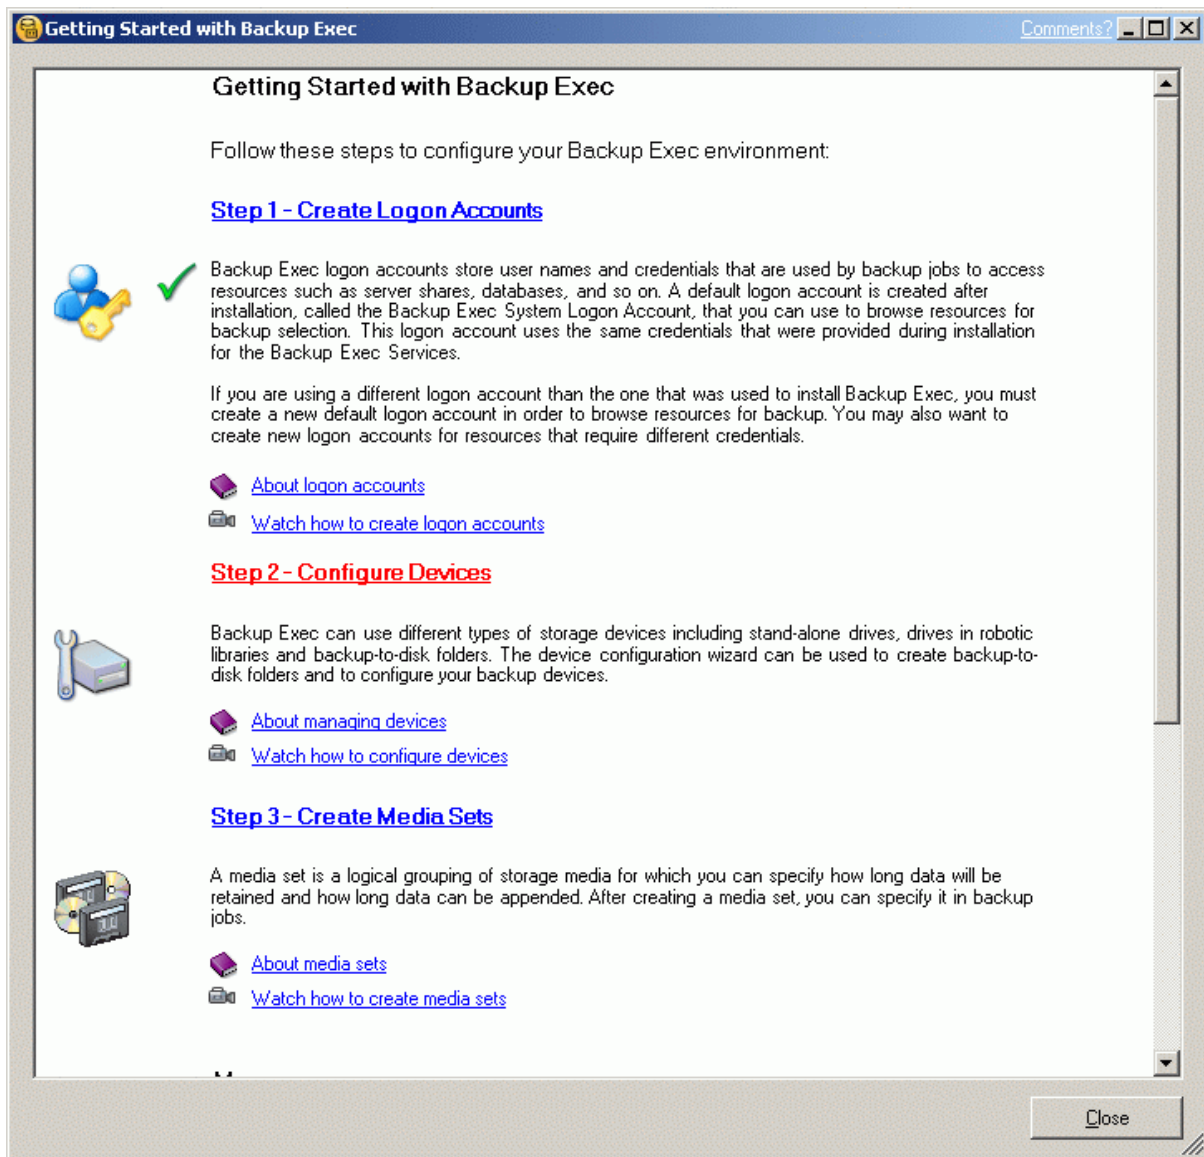 Getting Started with Backup Exec
Comments?
Getting Started with Backup Exec
Follow these steps to configure your Backup Exec environment:
Step 1 - Create Logon Accounts
Backup Exec logon accounts store user names and credentials that are used by backup jobs to access
resources such as server shares, databases, and so on. A default logon account is created after
installation, called the Backup Exec System Logon Account, that you can use to browse resources for
backup selection. This logon account uses the same credentials that were provided during installation
for the Backup Exec Services.
If you are using a different logon account than the one that was used to install Backup Exec, you must
create a new default logon account in order to browse resources for backup. You may also want to
create new logon accounts for resources that require different credentials.
About logon accounts
Watch how to create logon accounts
Step 2 - Configure Devices
Backup Exec can use different types of storage devices including stand-alone drives, drives in robotic
libraries and backup-to-disk folders. The device configuration wizard can be used to create backup-to-
disk folders and to configure your backup devices.
About managing devices
Watch how to configure devices
Step 3 - Create Media Sets
A media set is a logical grouping of storage media for which you can specify how long data will be
retained and how long data can be appended. After creating a media set, you can specify it in backup
jobs.
About media sets
Watch how to create media sets
Close